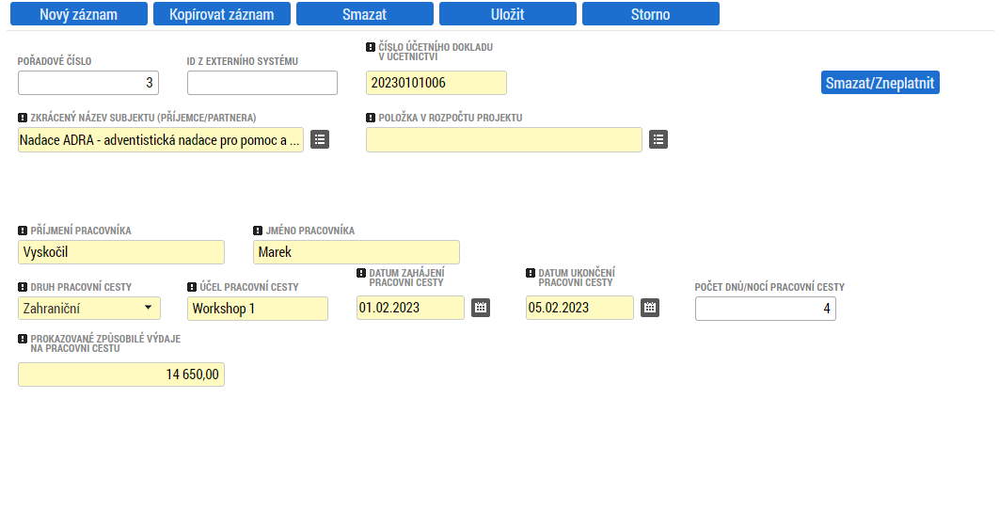 Nový záznam Kopírovat záznam Smazat Uložit Storno
POŘADOVÉ ČÍSLO ID Z EXTERNÍHO SYSTÉMU ČÍSLO ÚČETNÍHO DOKLADU
V ÚČETNICTVÍ
3 20230101006 Smazat/Zneplatnit
ZKRÁCENÝ NÁZEV SUBJEKTU (PŘÍJEMCE/PARTNERA) POLOŽKA V ROZPOČTU PROJEKTU
Nadace ADRA - adventistická nadace pro pomoc a ...
PŘÍJMENÍ PRACOVNÍKA JMÉNO PRACOVNÍKA
Vyskočil Marek
DRUH PRACOVNÍ CESTY ÚČEL PRACOVNÍ CESTY DATUM ZAHÁJENÍ
PRACOVNÍ CESTY DATUM UKONČENÍ
PRACOVNÍ CESTY POČET DNŮ/NOCÍ PRACOVNÍ CESTY
Zahraniční Workshop 1 01.02.2023 05.02.2023 4
PROKAZOVANÉ ZPŮSOBILÉ VÝDAJE
NA PRACOVNÍ CESTU
14 650,00